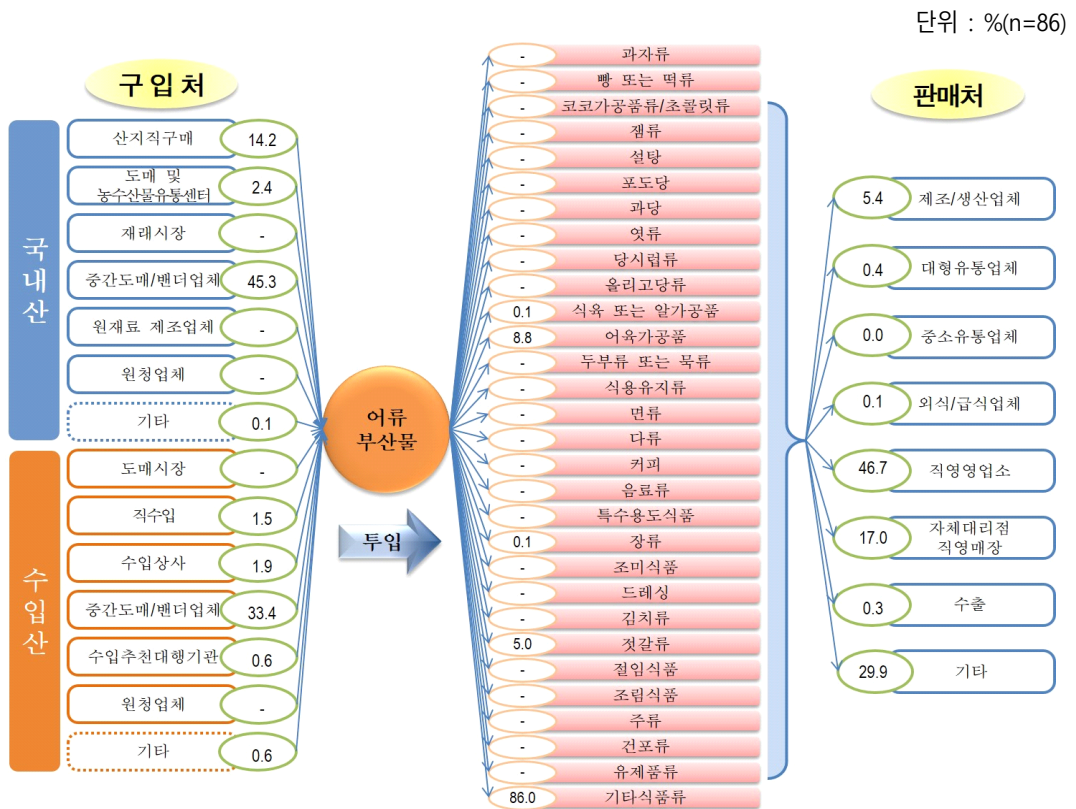 단위 : %(n=86)
구입처
국내산
산지직구매 14.2
도매 및
농수산물유통센터 2.4
재래시장 -
중간도매/밴더업체 45.3
원재료 제조업체 -
원청업체 -
기타 0.1
수입산
도매시장 -
직수입 1.5
수입상사 1.9
중간도매/밴더업체 33.4
수입추천대행기관 0.6
원청업체 -
기타 0.6
어류
부산물
투입
- 과자류
- 빵 또는 떡류
- 코코가공품류/초콜릿류
- 잼류
- 설탕
- 포도당
- 과당
- 엿류
- 당시럽류
- 올리고당류
0.1 식육 또는 알가공품
8.8 어육가공품
- 두부류 또는 묵류
- 식용유지류
- 면류
- 다류
- 커피
- 음료류
- 특수용도식품
0.1 장류
- 조미식품
- 드레싱
- 김치류
5.0 젓갈류
- 절임식품
- 조림식품
- 주류
- 건포류
- 유제품류
86.0 기타식품류
판매처
5.4 제조/생산업체
0.4 대형유통업체
0.0 중소유통업체
0.1 외식/급식업체
46.7 직영영업소
17.0 자체대리점
직영매장
0.3 수출
29.9 기타